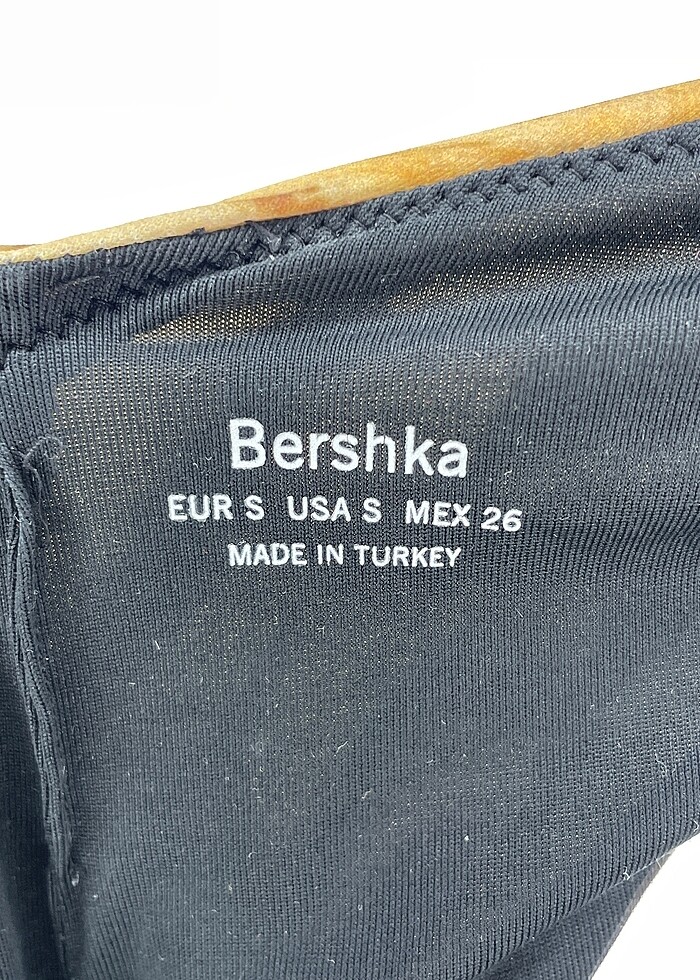 Bershka
EUR S USA S MEX 26
MADE IN TURKEY